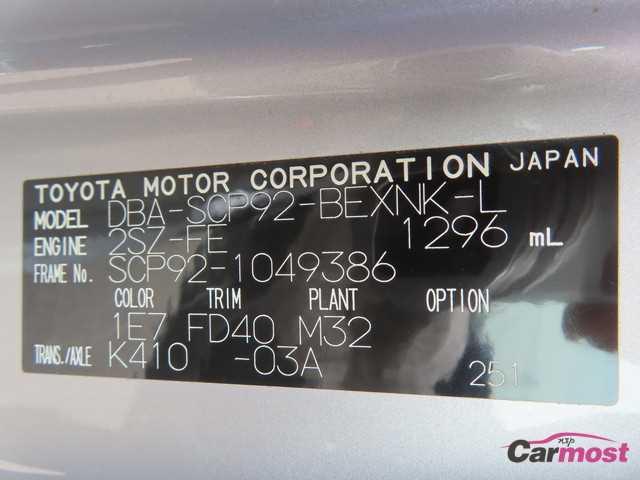 TOYOTA MOTOR CORPORATION JAPAN
MODEL DBA-SCP92-BEXNK-L
ENGINE 2SZ-FE 1296 mL
FRAME No. SCP92-1049386
COLOR TRIM PLANT OPTION
1E7 FD40 M32
TRANS./AXLE K410 -03A 251
nsp
Carmost